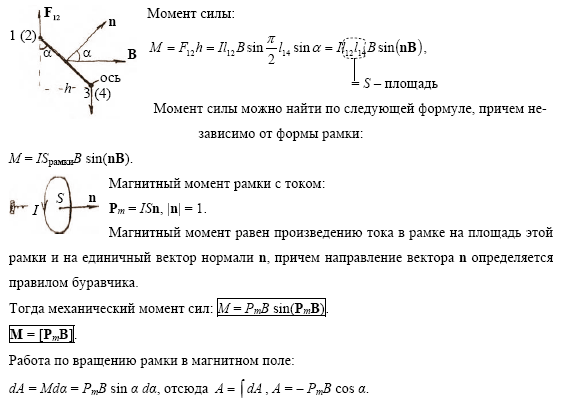 F12
n
1 (2)
α
α
B
ось
- -h- - 3 (4)
Момент силы:
M = F12h = Il12B sin π/2 l14 sin α = Il12l14B sin(nB),
= S – площадь
Момент силы можно найти по следующей формуле, причем не-
зависимо от формы рамки:
M = ISрамкиB sin(nB).
S
n
I
Магнитный момент рамки с током:
Pm = ISn, |n| = 1.
Магнитный момент равен произведению тока в рамке на площадь этой
рамки и на единичный вектор нормали n, причем направление вектора n определяется
правилом буравчика.
Тогда механический момент сил: M = PmB sin(PmB).
M = [PmB].
Работа по вращению рамки в магнитном поле:
dA = Mdα = PmB sin α dα, отсюда A = ∫ dA , A = – PmB cos α.